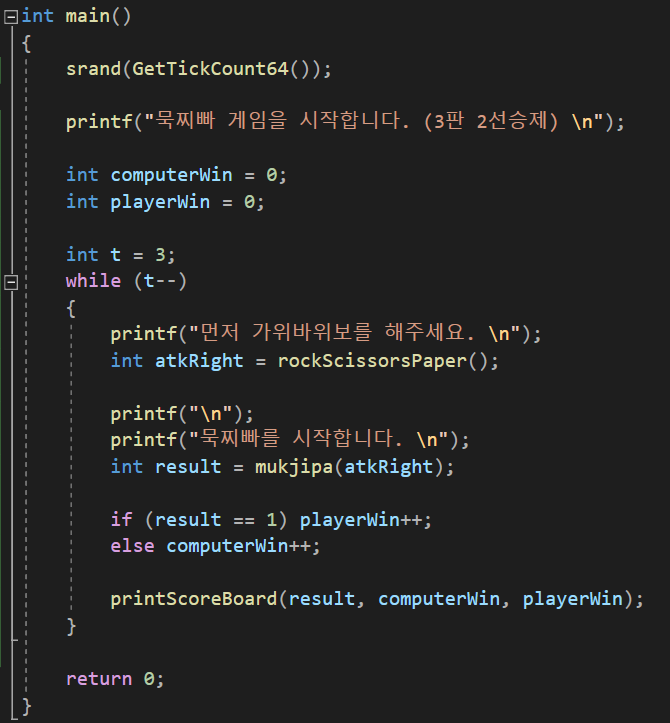 int main()
{
    srand(GetTickCount64());
    printf("묵찌빠 게임을 시작합니다. (3판 2선승제) \n");
    int computerWin = 0;
    int playerWin = 0;
    int t = 3;
    while (t--)
    {
        printf("먼저 가위바위보를 해주세요. \n");
        int atkRight = rockScissorsPaper();
        printf("\n");
        printf("묵찌빠를 시작합니다. \n");
        int result = mukjipa(atkRight);
        if (result == 1) playerWin++;
        else computerWin++;
        printScoreBoard(result, computerWin, playerWin);
    }
    return 0;
}